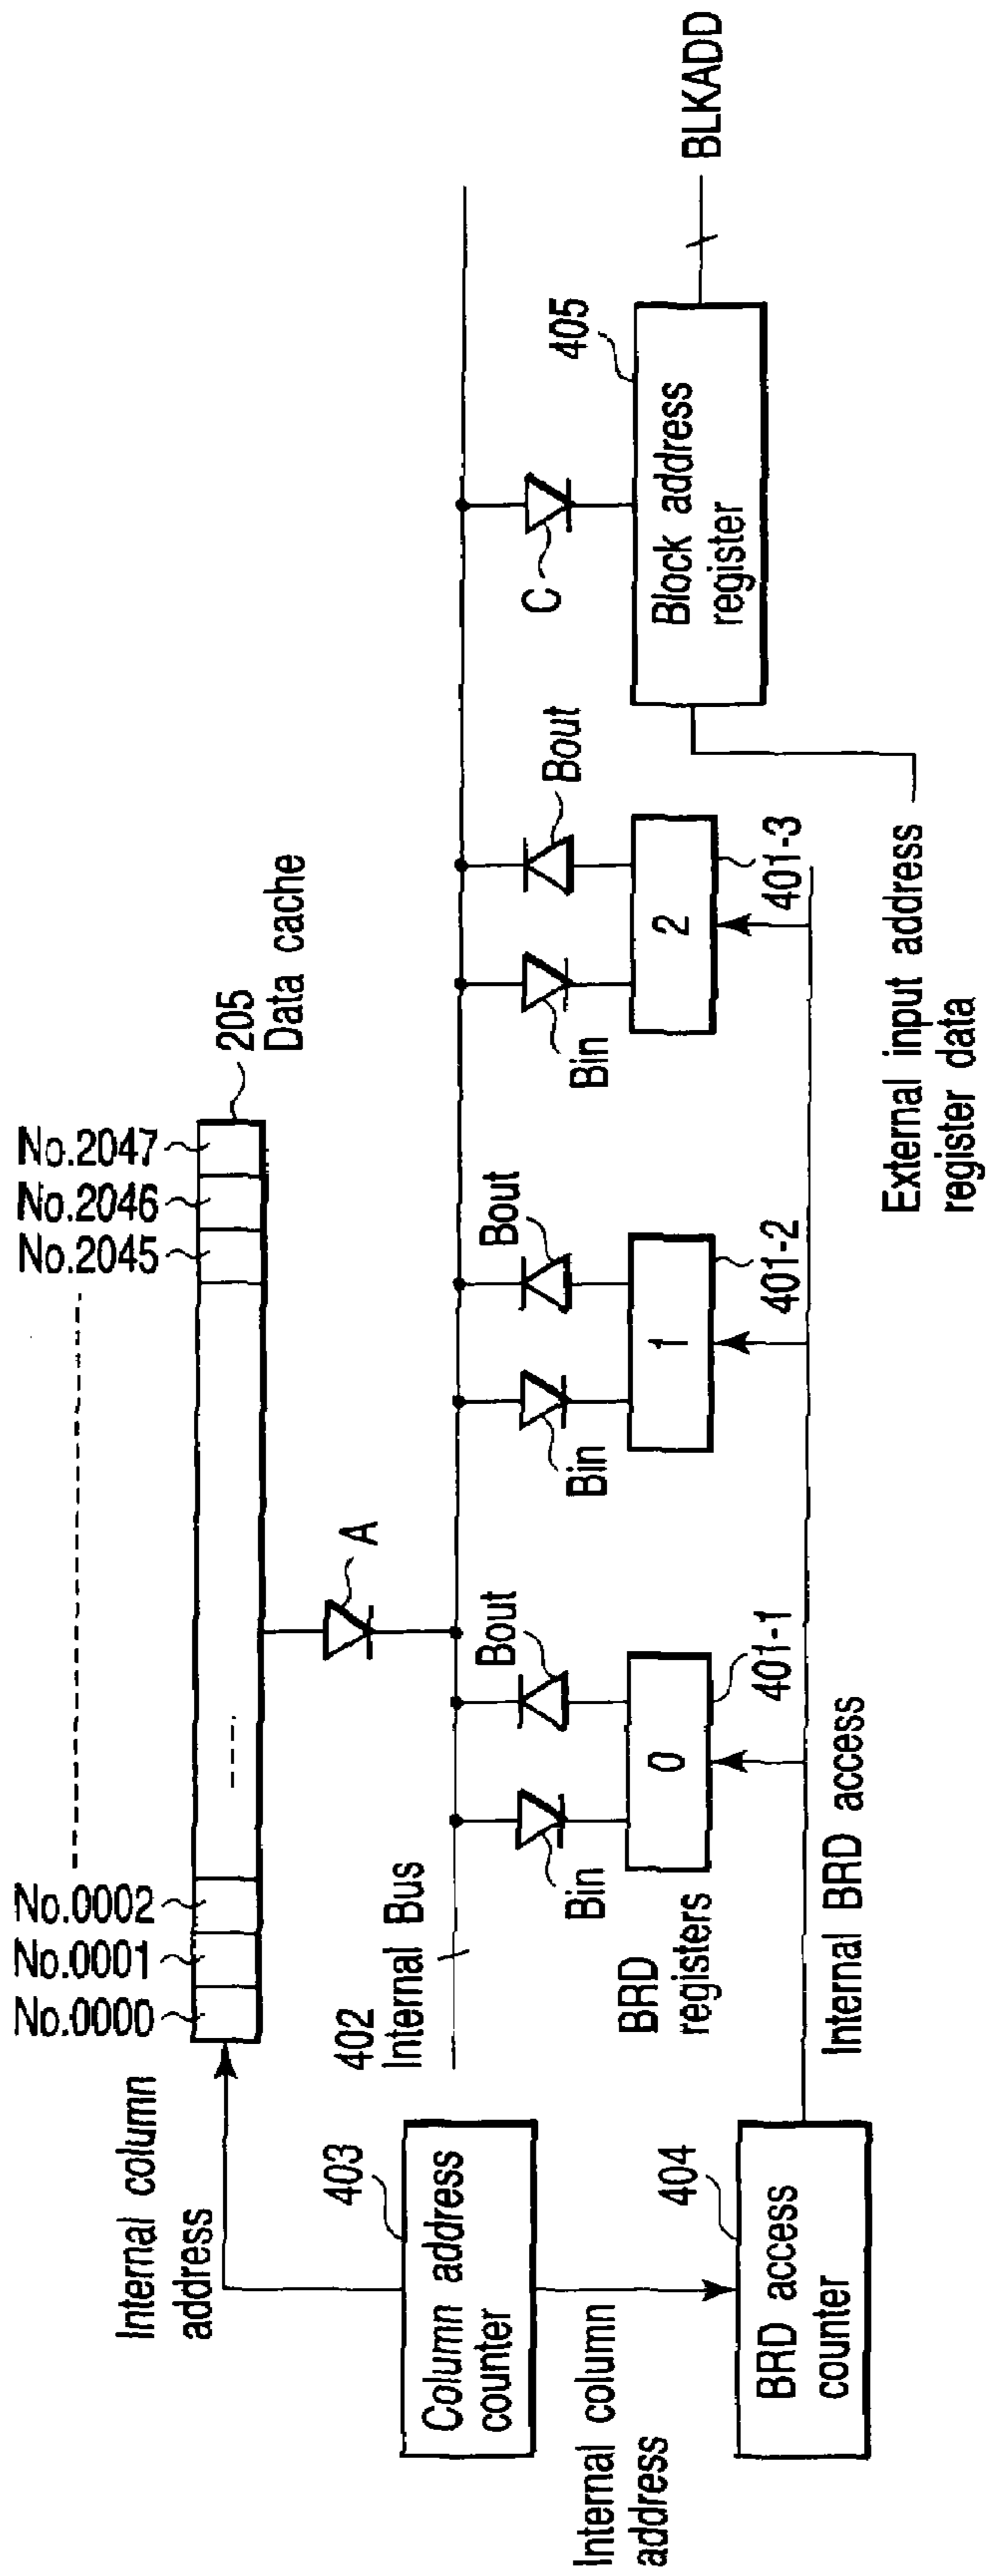 No.0000
No.0001
No.0002
No.2045
No.2046
No.2047
205
Data cache
Internal column
address
A
402
Internal Bus
403
Column address
counter
Bin
Bout
Bin
Bout
Bin
Bout
C
405
BRD
registers
0
401-1
1
401-2
2
401-3
Block address
register
BLKADD
Internal column
address
404
BRD access
counter
Internal BRD access
External input address
register data